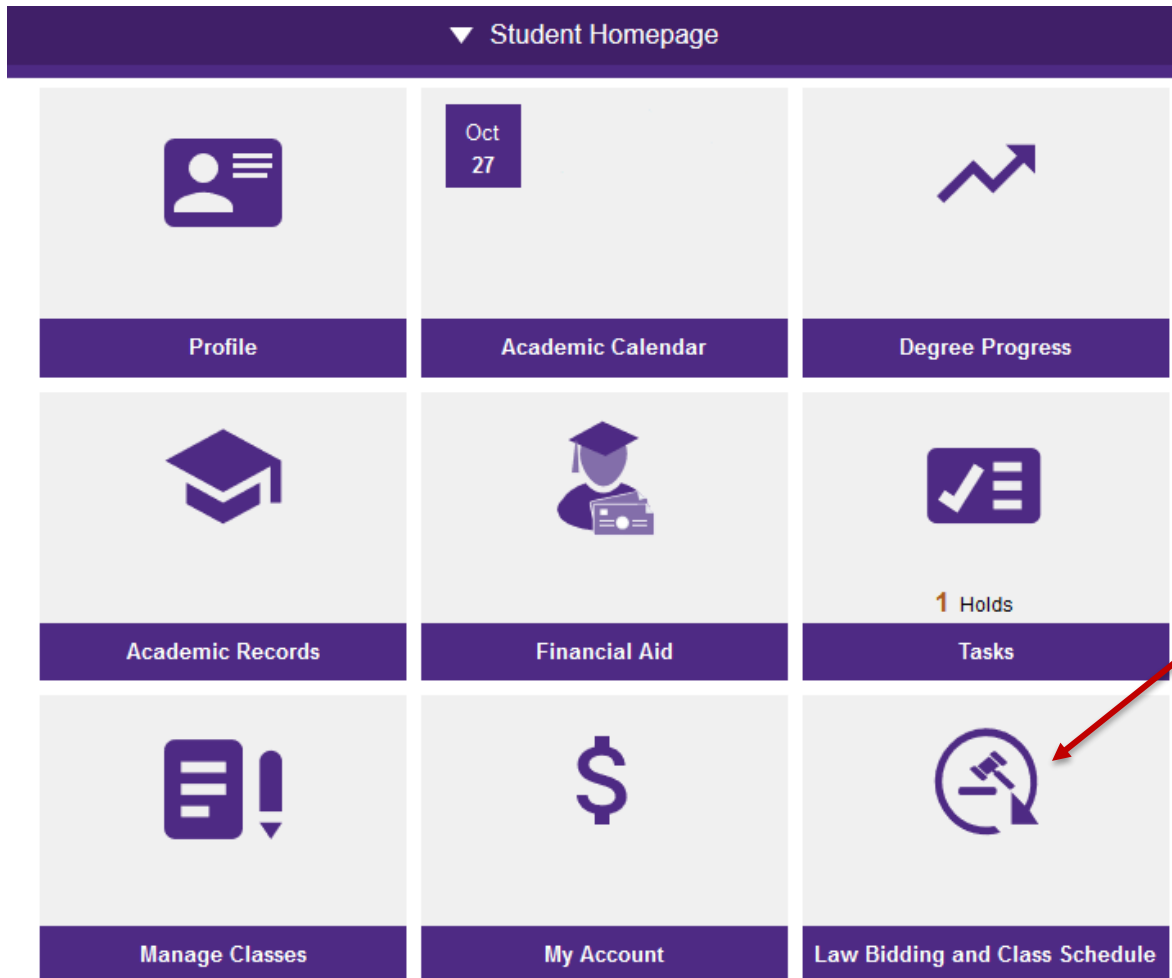 Student Homepage
Oct
27
Profile
Academic Calendar
Degree Progress
1 Holds
Academic Records
Financial Aid
Tasks
$
Manage Classes
My Account
Law Bidding and Class Schedule